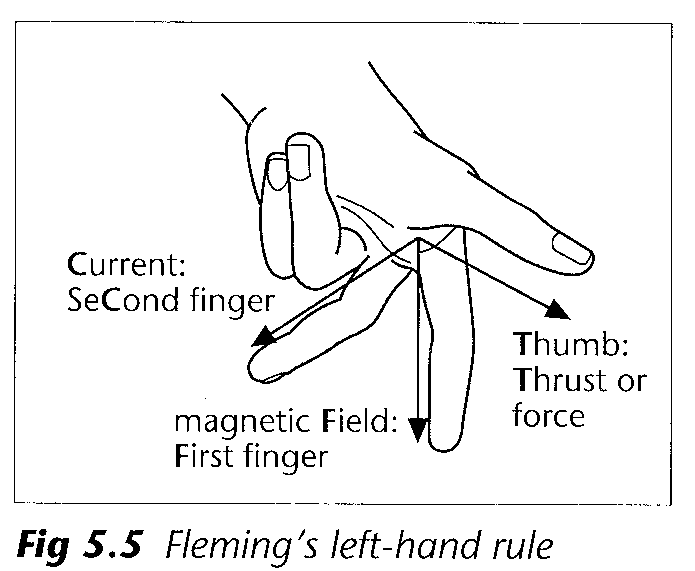 Current:
SeCond finger
Thumb:
Thrust or
force
magnetic Field:
First finger
Fig 5.5 Fleming's left-hand rule